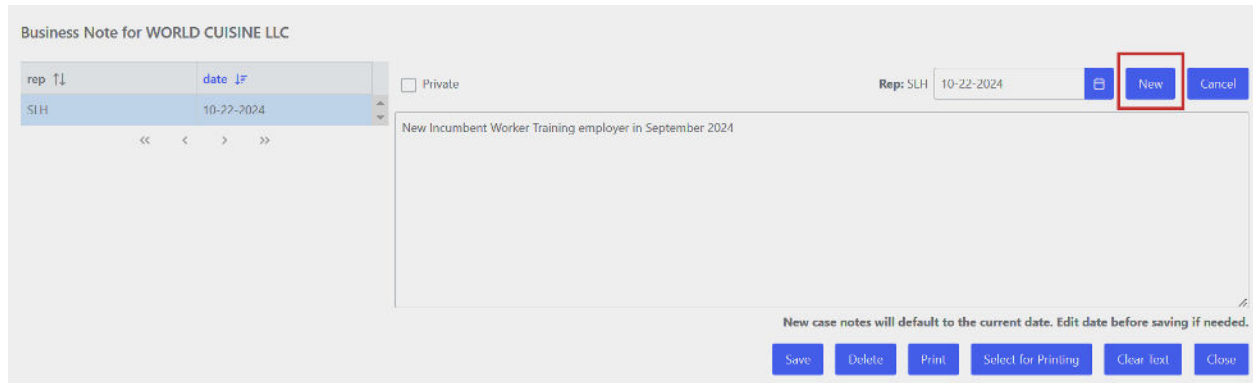 Business Note for WORLD CUISINE LLC
rep date
Private Rep: SLH 10-22-2024 New Cancel
SLH 10-22-2024
New Incumbent Worker Training employer in September 2024
« < > »
New case notes will default to the current date. Edit date before saving if needed.
Save Delete Print Select for Printing Clear Text Close